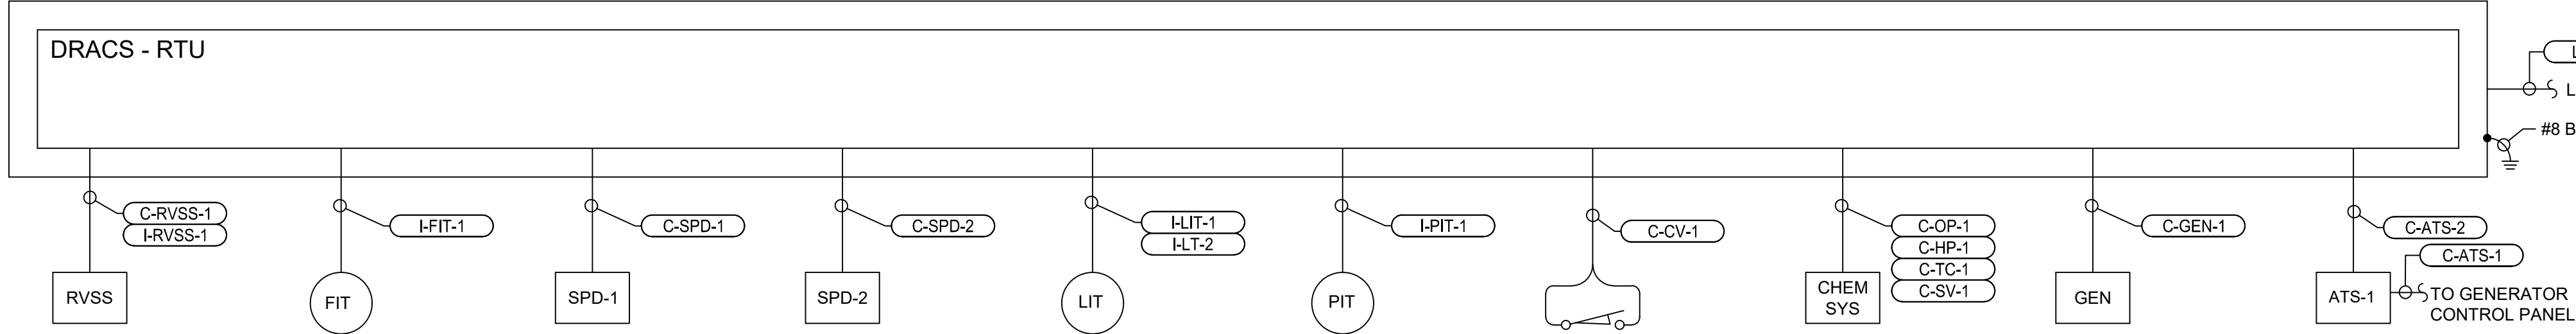 DRACS - RTU
L
L
#8 B
C-RVSS-1
I-RVSS-1
I-FIT-1
C-SPD-1
C-SPD-2
I-LIT-1
I-LT-2
I-PIT-1
C-CV-1
C-OP-1
C-HP-1
C-TC-1
C-SV-1
C-GEN-1
C-ATS-2
C-ATS-1
RVSS
FIT
SPD-1
SPD-2
LIT
PIT
CHEM
SYS
GEN
ATS-1
TO GENERATOR
CONTROL PANEL